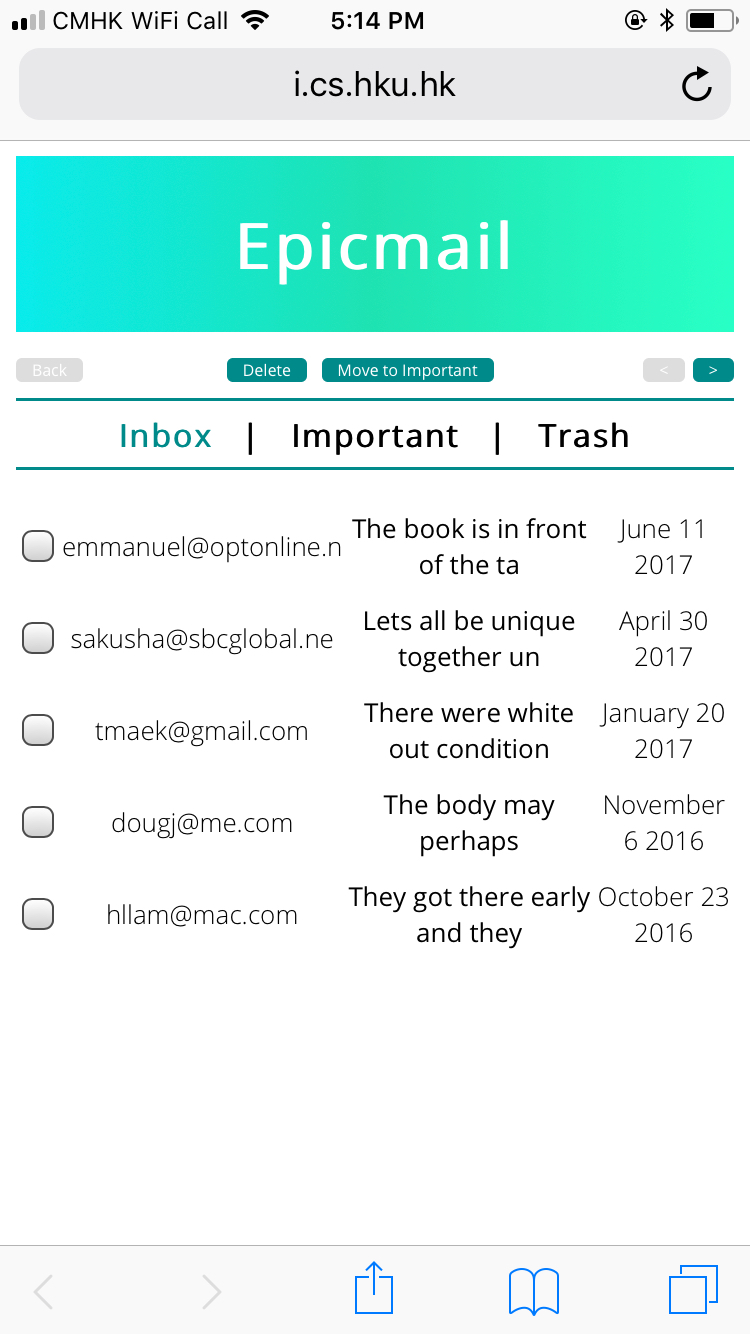 CMHK WiFi Call 5:14 PM
i.cs.hku.hk
Epicmail
Back Delete Move to Important < >
Inbox | Important | Trash
emmanuel@optonline.n The book is in front June 11
of the ta 2017
sakusha@sbcglobal.ne Lets all be unique April 30
together un 2017
tmaek@gmail.com There were white January 20
out condition 2017
dougj@me.com The body may November
perhaps 6 2016
hllam@mac.com They got there early October 23
and they 2016